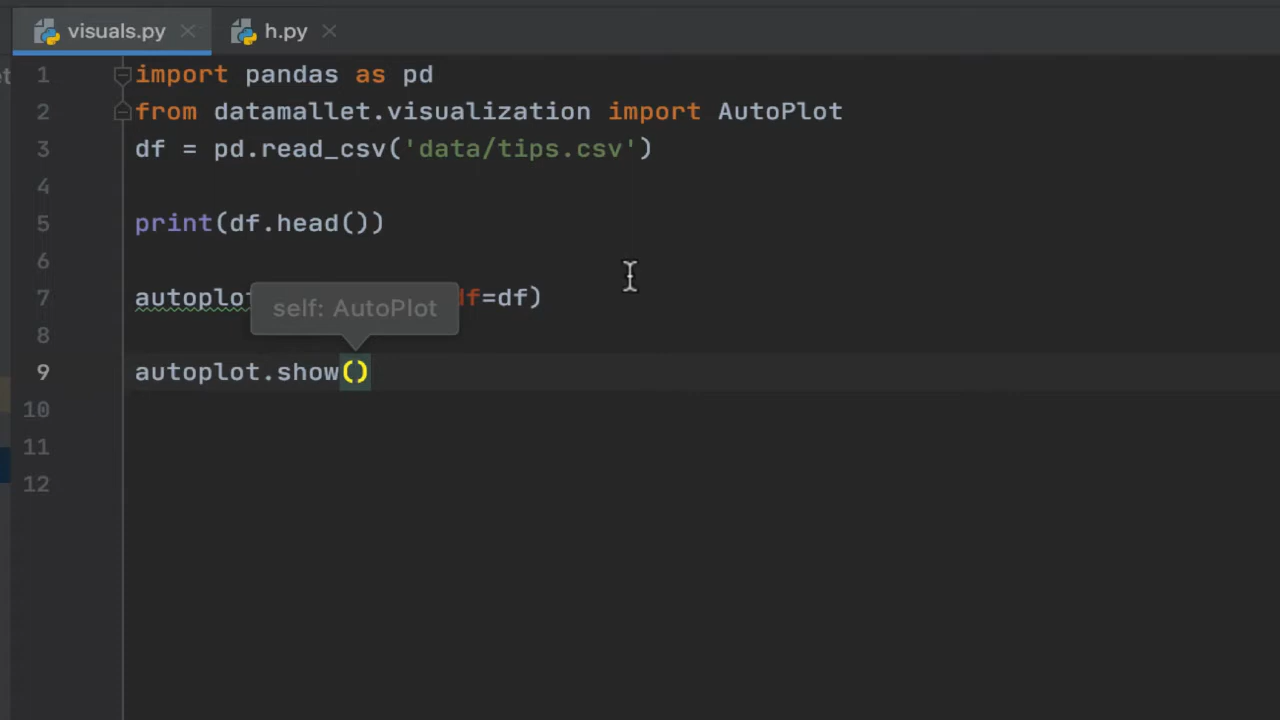 visuals.py h.py
1 import pandas as pd
2 from datamallet.visualization import AutoPlot
3 df = pd.read_csv('data/tips.csv')
4
5 print(df.head())
6
7 autoplot df=df)
self: AutoPlot
8
9 autoplot.show()
10
11
12